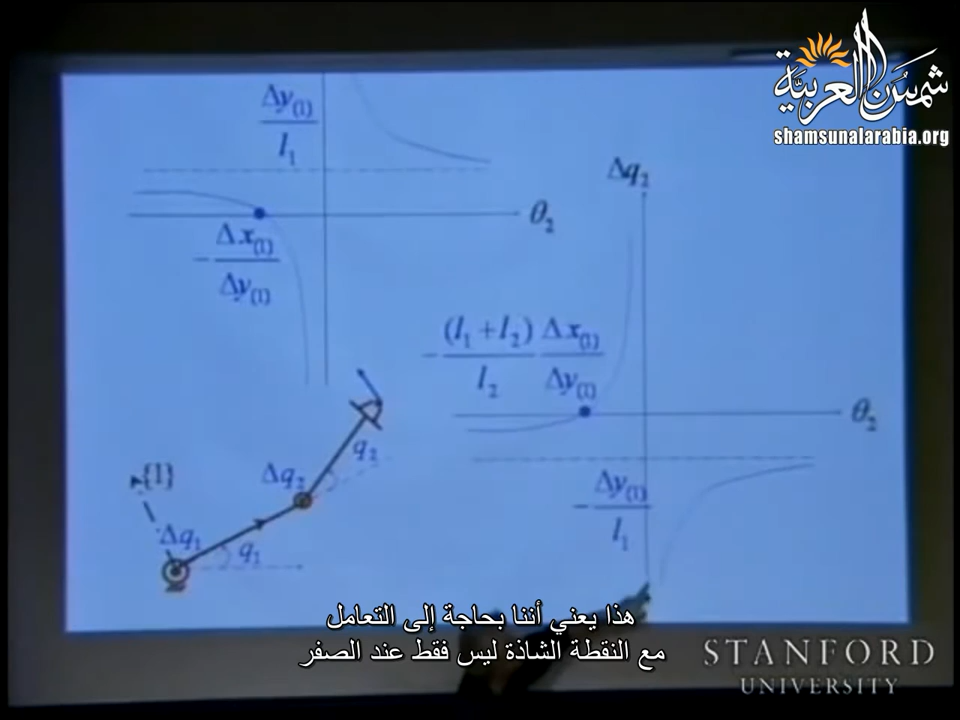 شمس العربية
shamsunalarabia.org
Δy(1)
l1
Δq2
θ2
- Δx(1)
Δy(1)
- (l1 + l2) Δx(1)
l2 Δy(1)
θ2
q2
{1}
Δq2
- Δy(1)
l1
Δq1
q1
هذا يعني أننا بحاجة إلى التعامل
مع النقطة الشاذة ليس فقط عند الصفر
STANFORD
UNIVERSITY